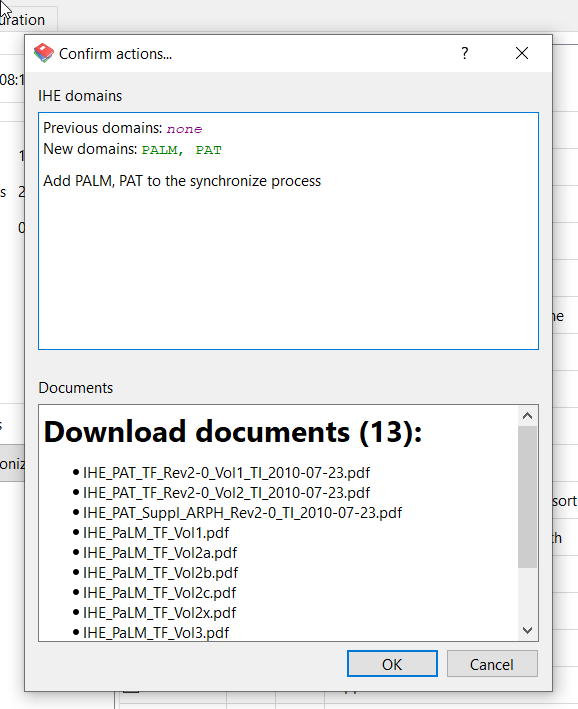 uration
Confirm actions...
?
08:1
IHE domains
Previous domains: none
New domains: PALM, PAT
Add PALM, PAT to the synchronize process
1
s 2
0
ne
Documents
Download documents (13):
IHE_PAT_TF_Rev2-0_Vol1_TI_2010-07-23.pdf
IHE_PAT_TF_Rev2-0_Vol2_TI_2010-07-23.pdf
IHE_PAT_Suppl_ARPH_Rev2-0_TI_2010-07-23.pdf
IHE_PaLM_TF_Vol1.pdf
IHE_PaLM_TF_Vol2a.pdf
IHE_PaLM_TF_Vol2b.pdf
IHE_PaLM_TF_Vol2c.pdf
IHE_PaLM_TF_Vol2x.pdf
IHE_PaLM_TF_Vol3.pdf
s
oniz
sort
th
OK
Cancel